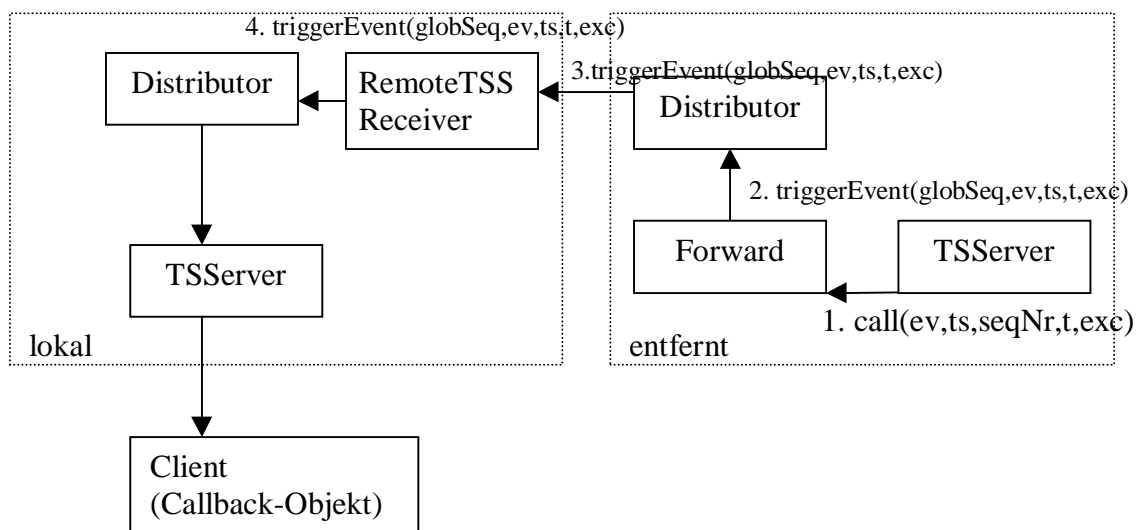 4. triggerEvent(globSeq,ev,ts,t,exc)
Distributor
RemoteTSS
Receiver
3.triggerEvent(globSeq,ev,ts,t,exc)
Distributor
2. triggerEvent(globSeq,ev,ts,t,exc)
TSServer
Forward
TSServer
1. call(ev,ts,seqNr,t,exc)
lokal
entfernt
Client
(Callback-Objekt)